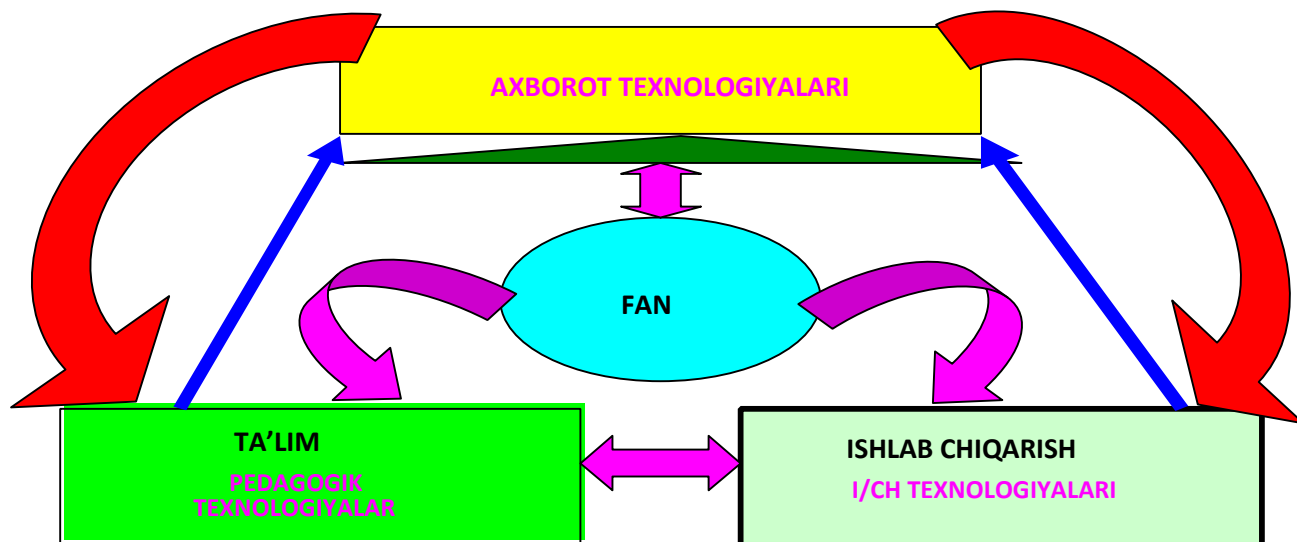 AXBOROT TEXNOLOGIYALARI
FAN
TA’LIM
PEDAGOGIK
TEXNOLOGIYALAR
ISHLAB CHIQARISH
I/CH TEXNOLOGIYALARI